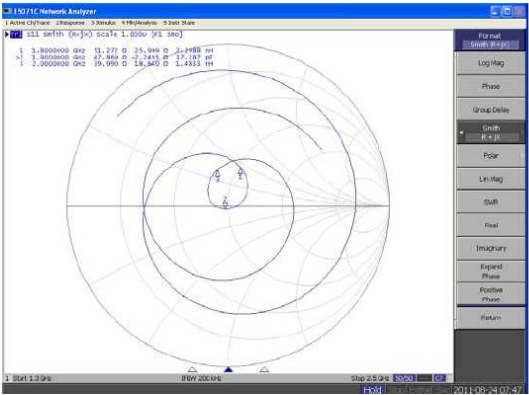 E5071C Network Analyzer
1 Active Ch/Trace 2 Response 3 Stimulus 4 Mkr/Analysis 5 Instr State
Tr1 S11 Smith (R+jX) Scale 1.000U [F1 Smo]
1 1.8000000 GHz 51.271 Ω 25.999 Ω 2.2988 nH
>2 1.9000000 GHz 47.869 Ω -2.2415 Ω 37.787 pF
3 2.0000000 GHz 39.990 Ω 18.640 Ω 1.4833 nH
Format
Smith (R+jX)
Log Mag
Phase
Group Delay
Smith
R + jX
Polar
Lin Mag
SWR
Real
Imaginary
Expand
Phase
Positive
Phase
Return
1 Start 1.3 GHz
IFBW 200 kHz
Stop 2.5 GHz
Hold
2011-08-24 07:47